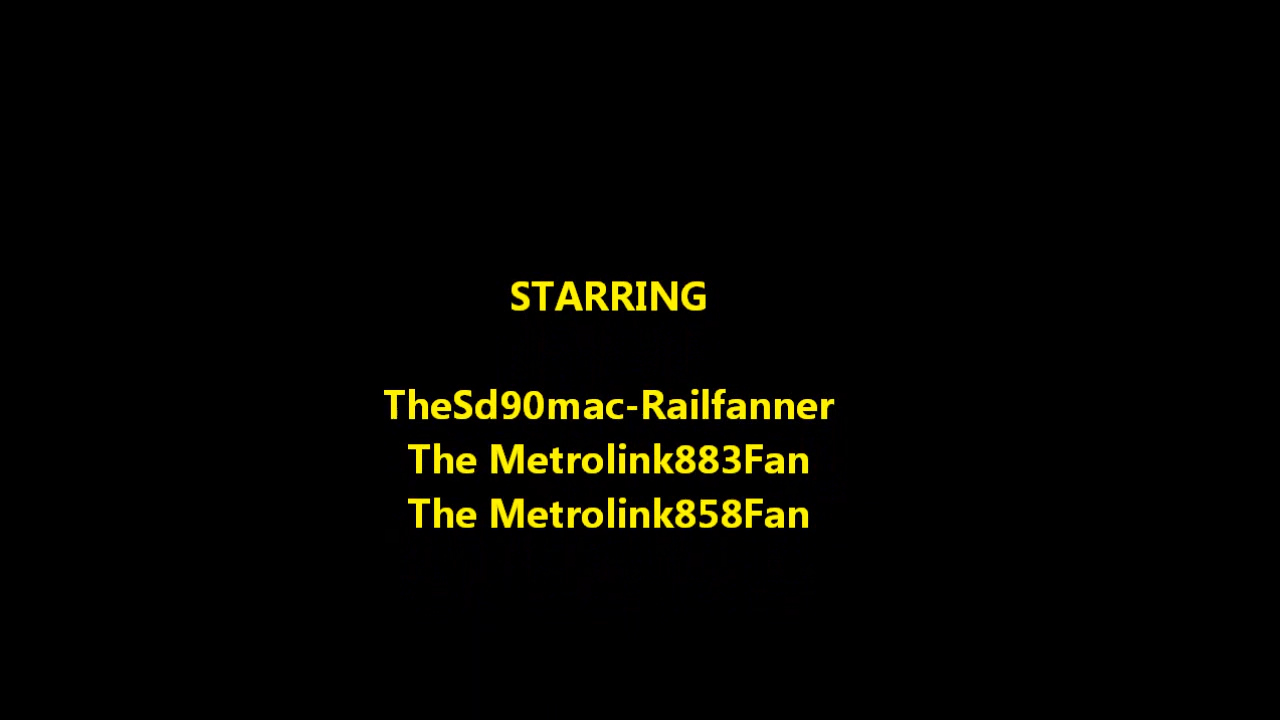 STARRING
TheSd90mac-Railfanner
The Metrolink883Fan
The Metrolink858Fan